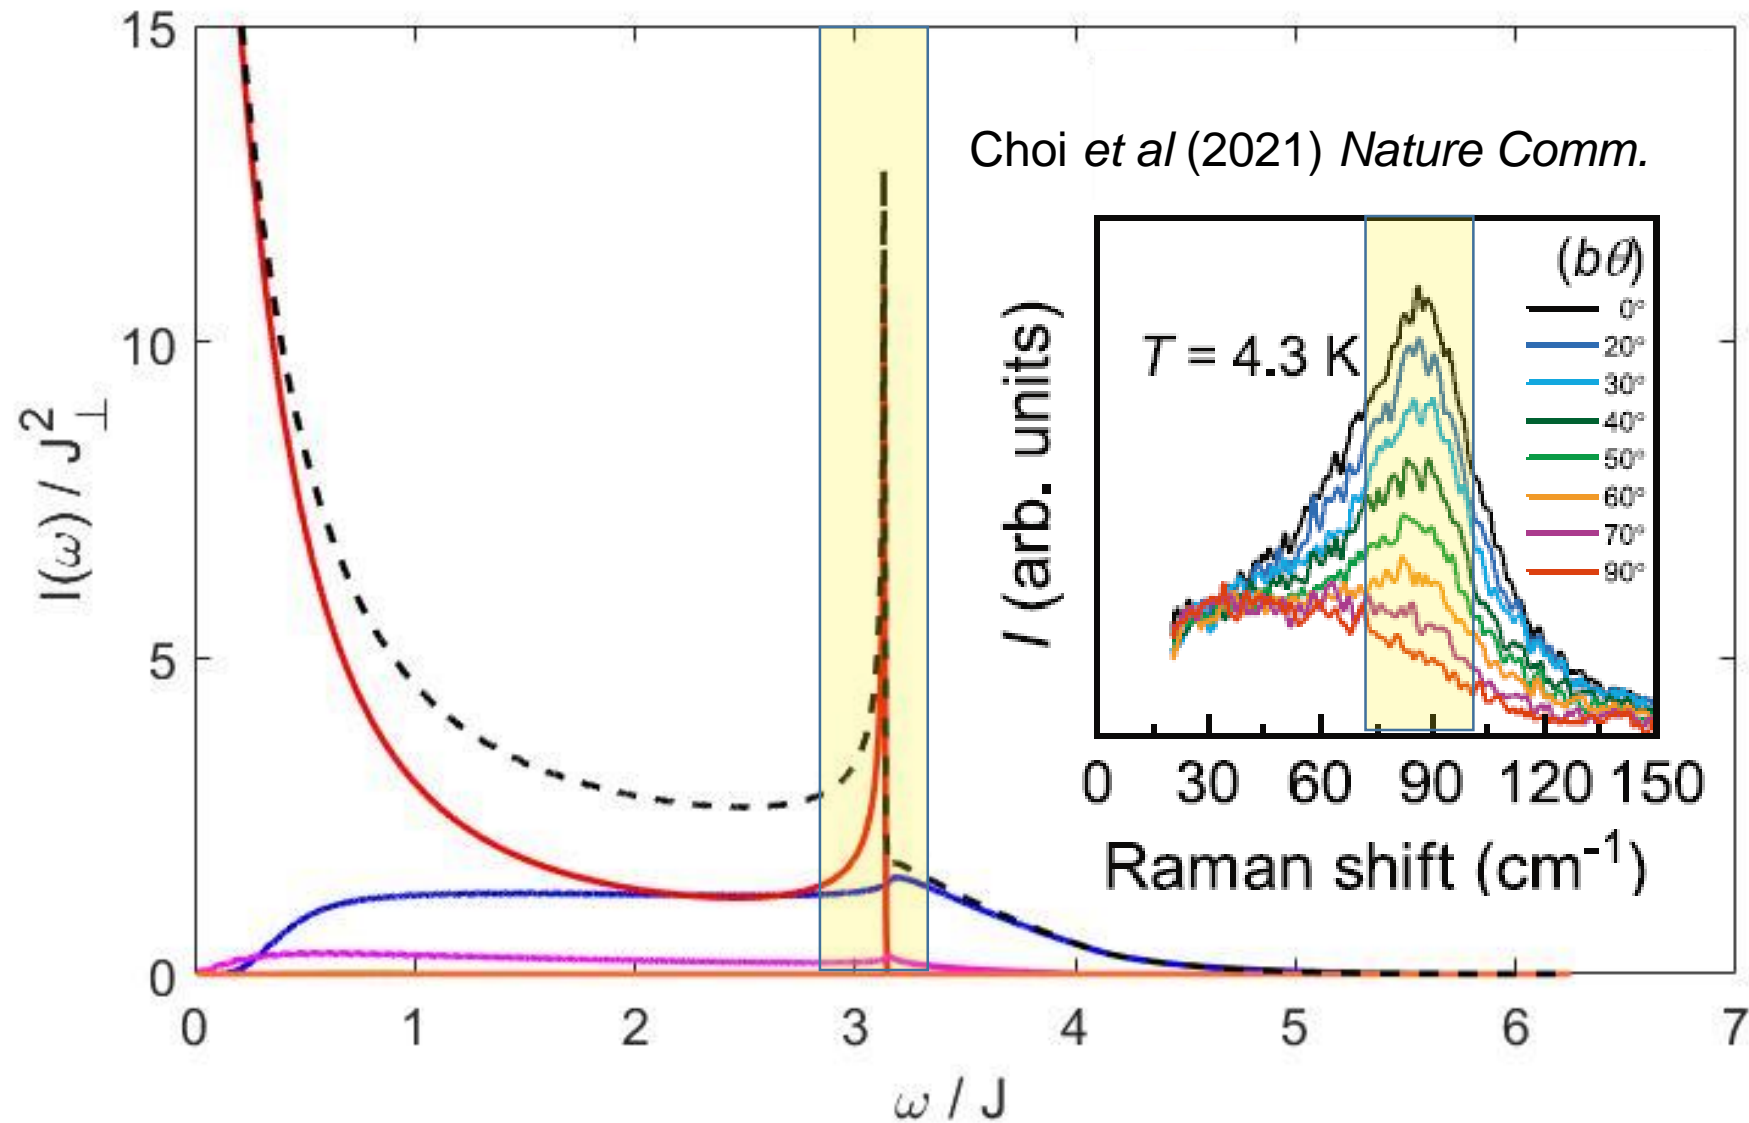 15
10
5
0
I(ω) / J⊥²
0 1 2 3 4 5 6 7
ω / J
Choi et al (2021) Nature Comm.
(bθ)
T = 4.3 K
0°
20°
30°
40°
50°
60°
70°
90°
I (arb. units)
0 30 60 90 120 150
Raman shift (cm⁻¹)